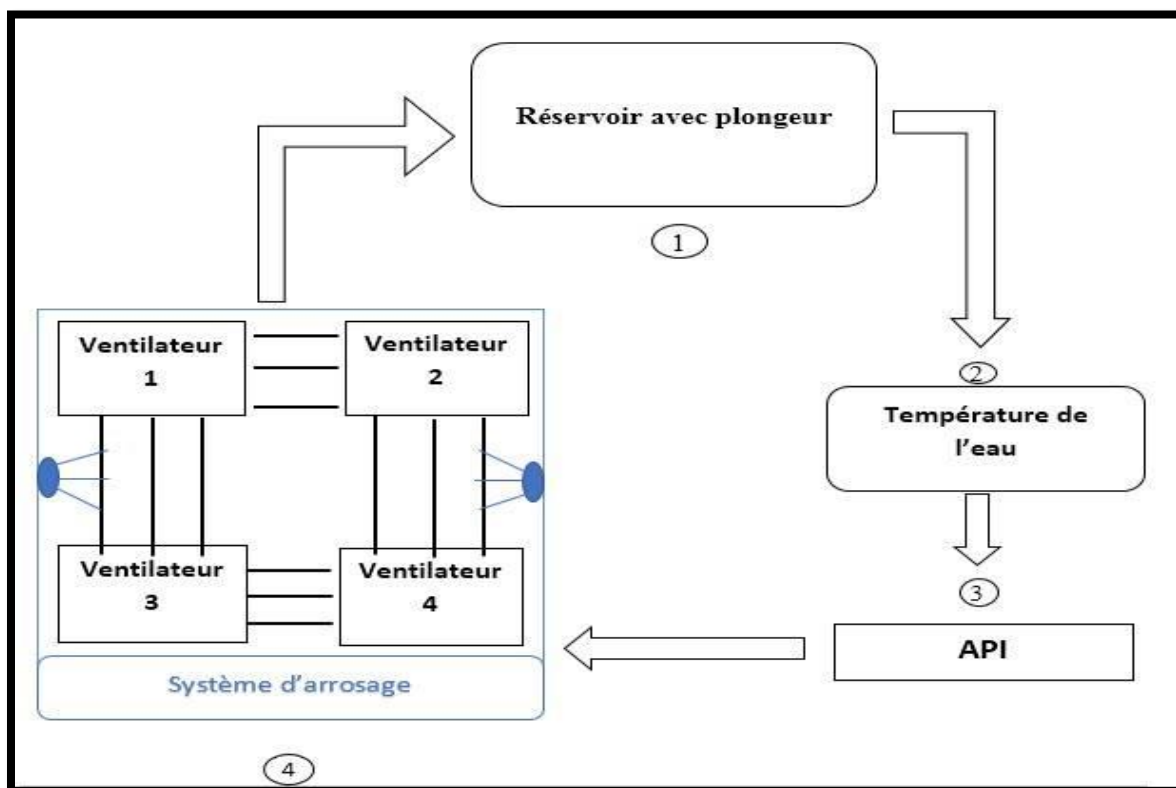 Réservoir avec plongeur
1
Ventilateur
1
Ventilateur
2
2
Température de
l'eau
Ventilateur
3
Ventilateur
4
3
API
Système d'arrosage
4